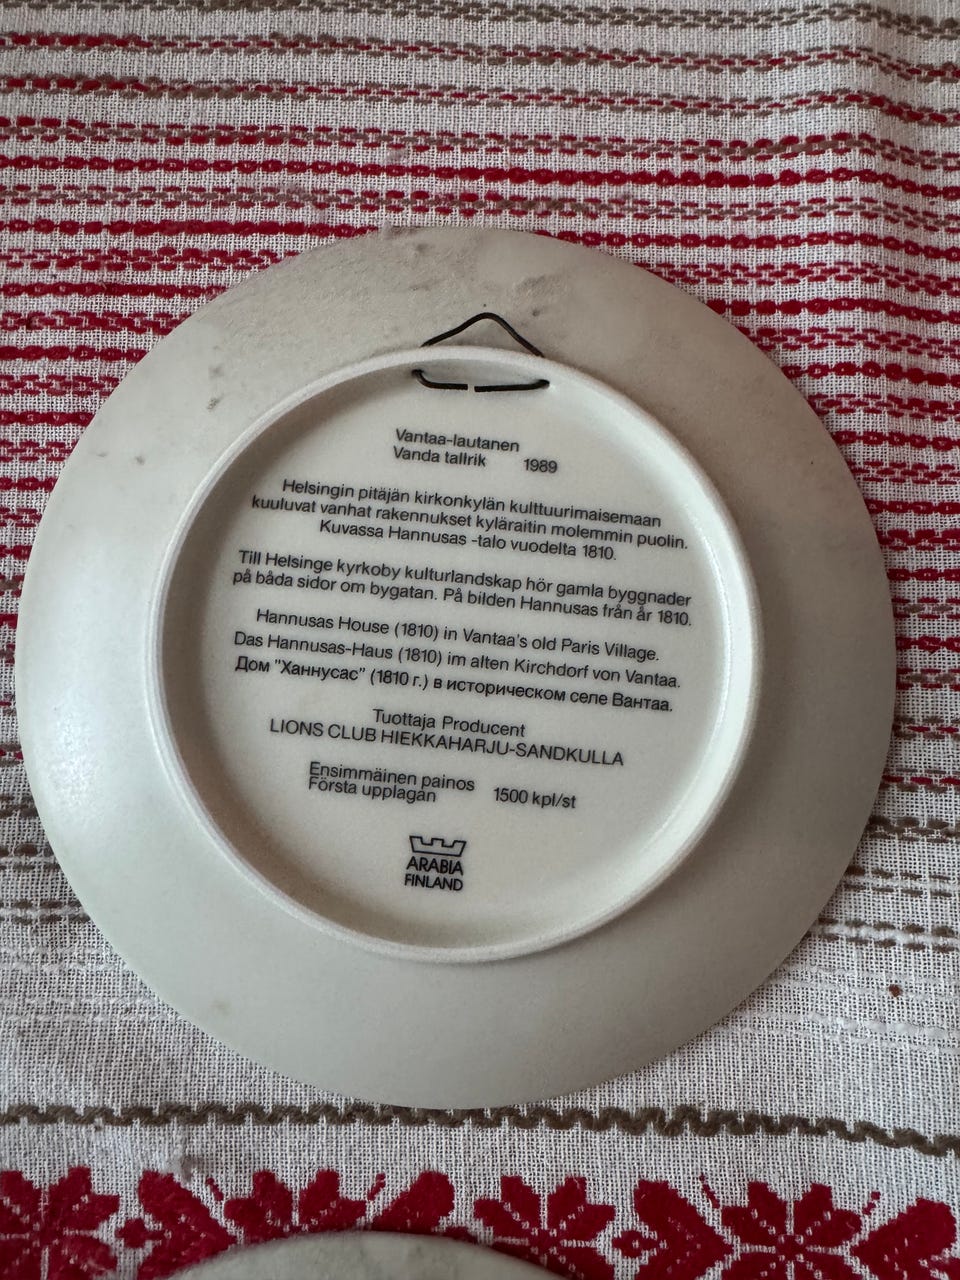 Vantaa-lautanen
Vanda tallrik 1989
Helsingin pitäjän kirkonkylän kulttuurimaisemaan
kuuluvat vanhat rakennukset kyläraitin molemmin puolin.
Kuvassa Hannusas -talo vuodelta 1810.
Till Helsinge kyrkoby kulturlandskap hör gamla byggnader
på båda sidor om bygatan. På bilden Hannusas från år 1810.
Hannusas House (1810) in Vantaa's old Paris Village.
Das Hannusas-Haus (1810) im alten Kirchdorf von Vantaa.
Дом "Ханнусас" (1810 г.) в историческом селе Вантаа.
Tuottaja Producent
LIONS CLUB HIEKKAHARJU-SANDKULLA
Ensimmäinen painos
Första upplagan 1500 kpl/st
ARABIA
FINLAND